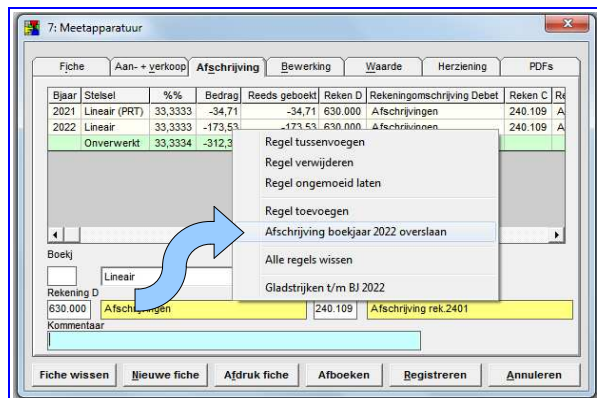 7: Meetapparatuur
Fiche Aan- + verkoop Afschrijving Bewerking Waarde Herziening PDFs
Bjaar Stelsel %% Bedrag Reeds geboekt Reken D Rekeningomschrijving Debet Reken C Re
2021 Lineair (PRT) 33,3333 -34,71 -34,71 630.000 Afschrijvingen 240.109 A
2022 Lineair 33,3333 -173,53 -173,53 630.000 Afschrijvingen 240.109 A
Onverwerkt 33,3334 -312,3
Regel tussenvoegen
Regel verwijderen
Regel ongemoeid laten
Regel toevoegen
Afschrijving boekjaar 2022 overslaan
Alle regels wissen
Gladstrijken t/m BJ 2022
Boekj
Lineair
Rekening D
630.000 Afschrijvingen 240.109 Afschrijving rek.2401
Kommentaar
Fiche wissen Nieuwe fiche Afdruk fiche Afboeken Registreren Annuleren